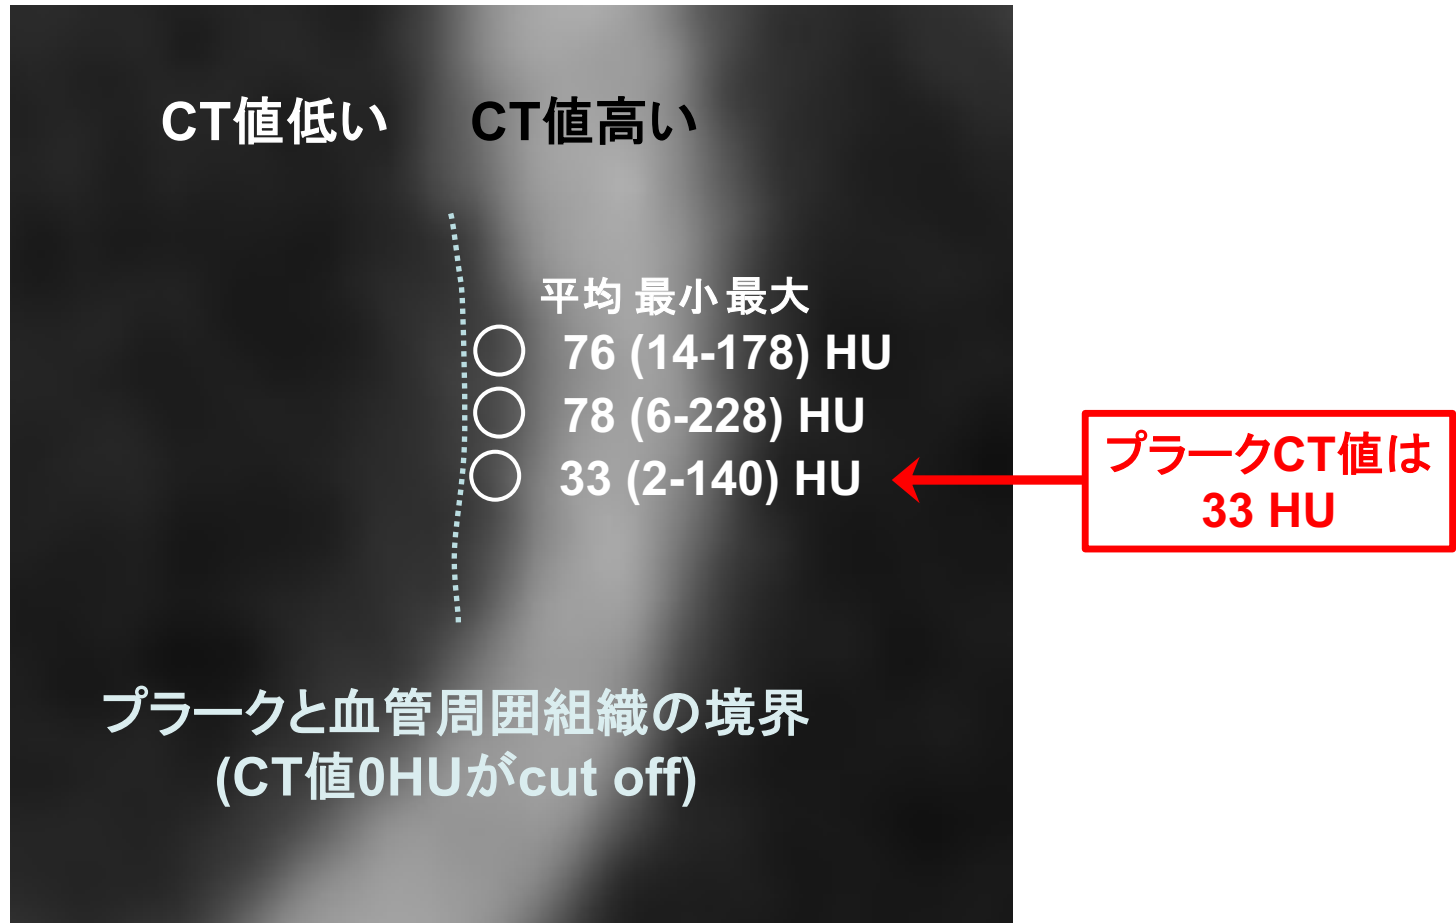 CT値低い CT値高い
平均 最小 最大
76 (14-178) HU
78 (6-228) HU
33 (2-140) HU
プラークCT値は
33 HU
プラークと血管周囲組織の境界
(CT値0HUがcut off)